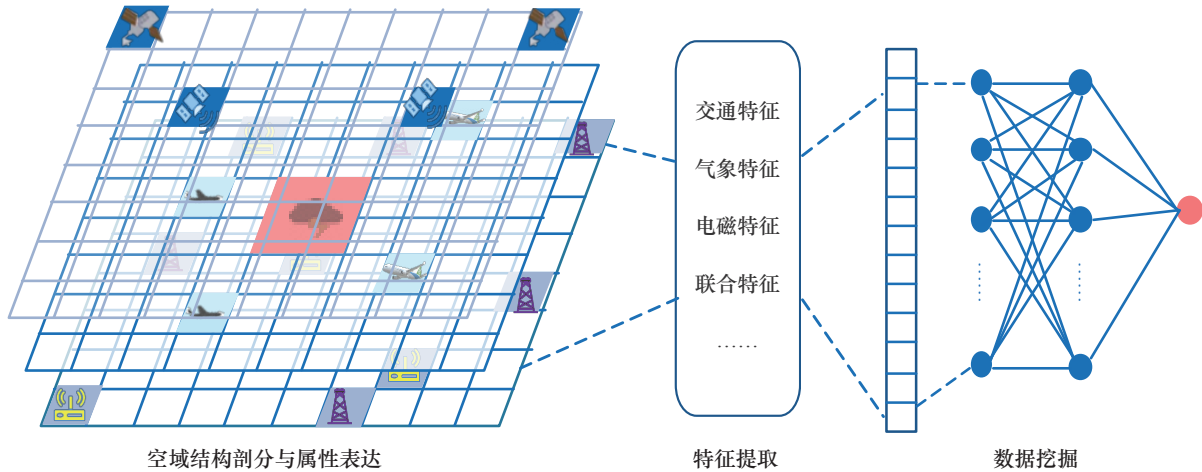 交通特征
气象特征
电磁特征
联合特征
……
空域结构剖分与属性表达
特征提取
数据挖掘